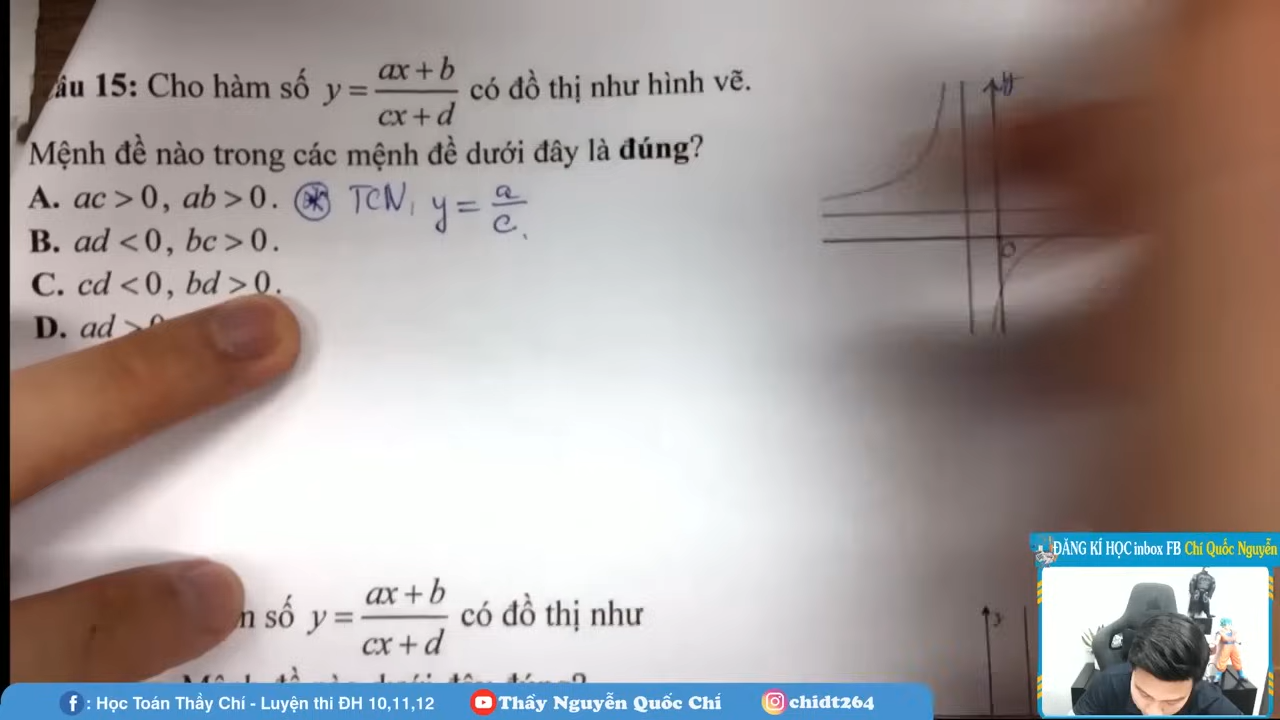 15: Cho hàm số y = \frac{ax+b}{cx+d} có đồ thị như hình vẽ.
Mệnh đề nào trong các mệnh đề dưới đây là đúng?
A. ac > 0, ab > 0. ⊛ TCN, y = \frac{a}{c}.
B. ad < 0, bc > 0.
C. cd < 0, bd > 0.
D. ad >
y
O
số y = \frac{ax+b}{cx+d} có đồ thị như
y
ĐĂNG KÍ HỌC inbox FB Chí Quốc Nguyễn
f : Học Toán Thầy Chí - Luyện thi ĐH 10,11,12 Thầy Nguyễn Quốc Chí chidt264